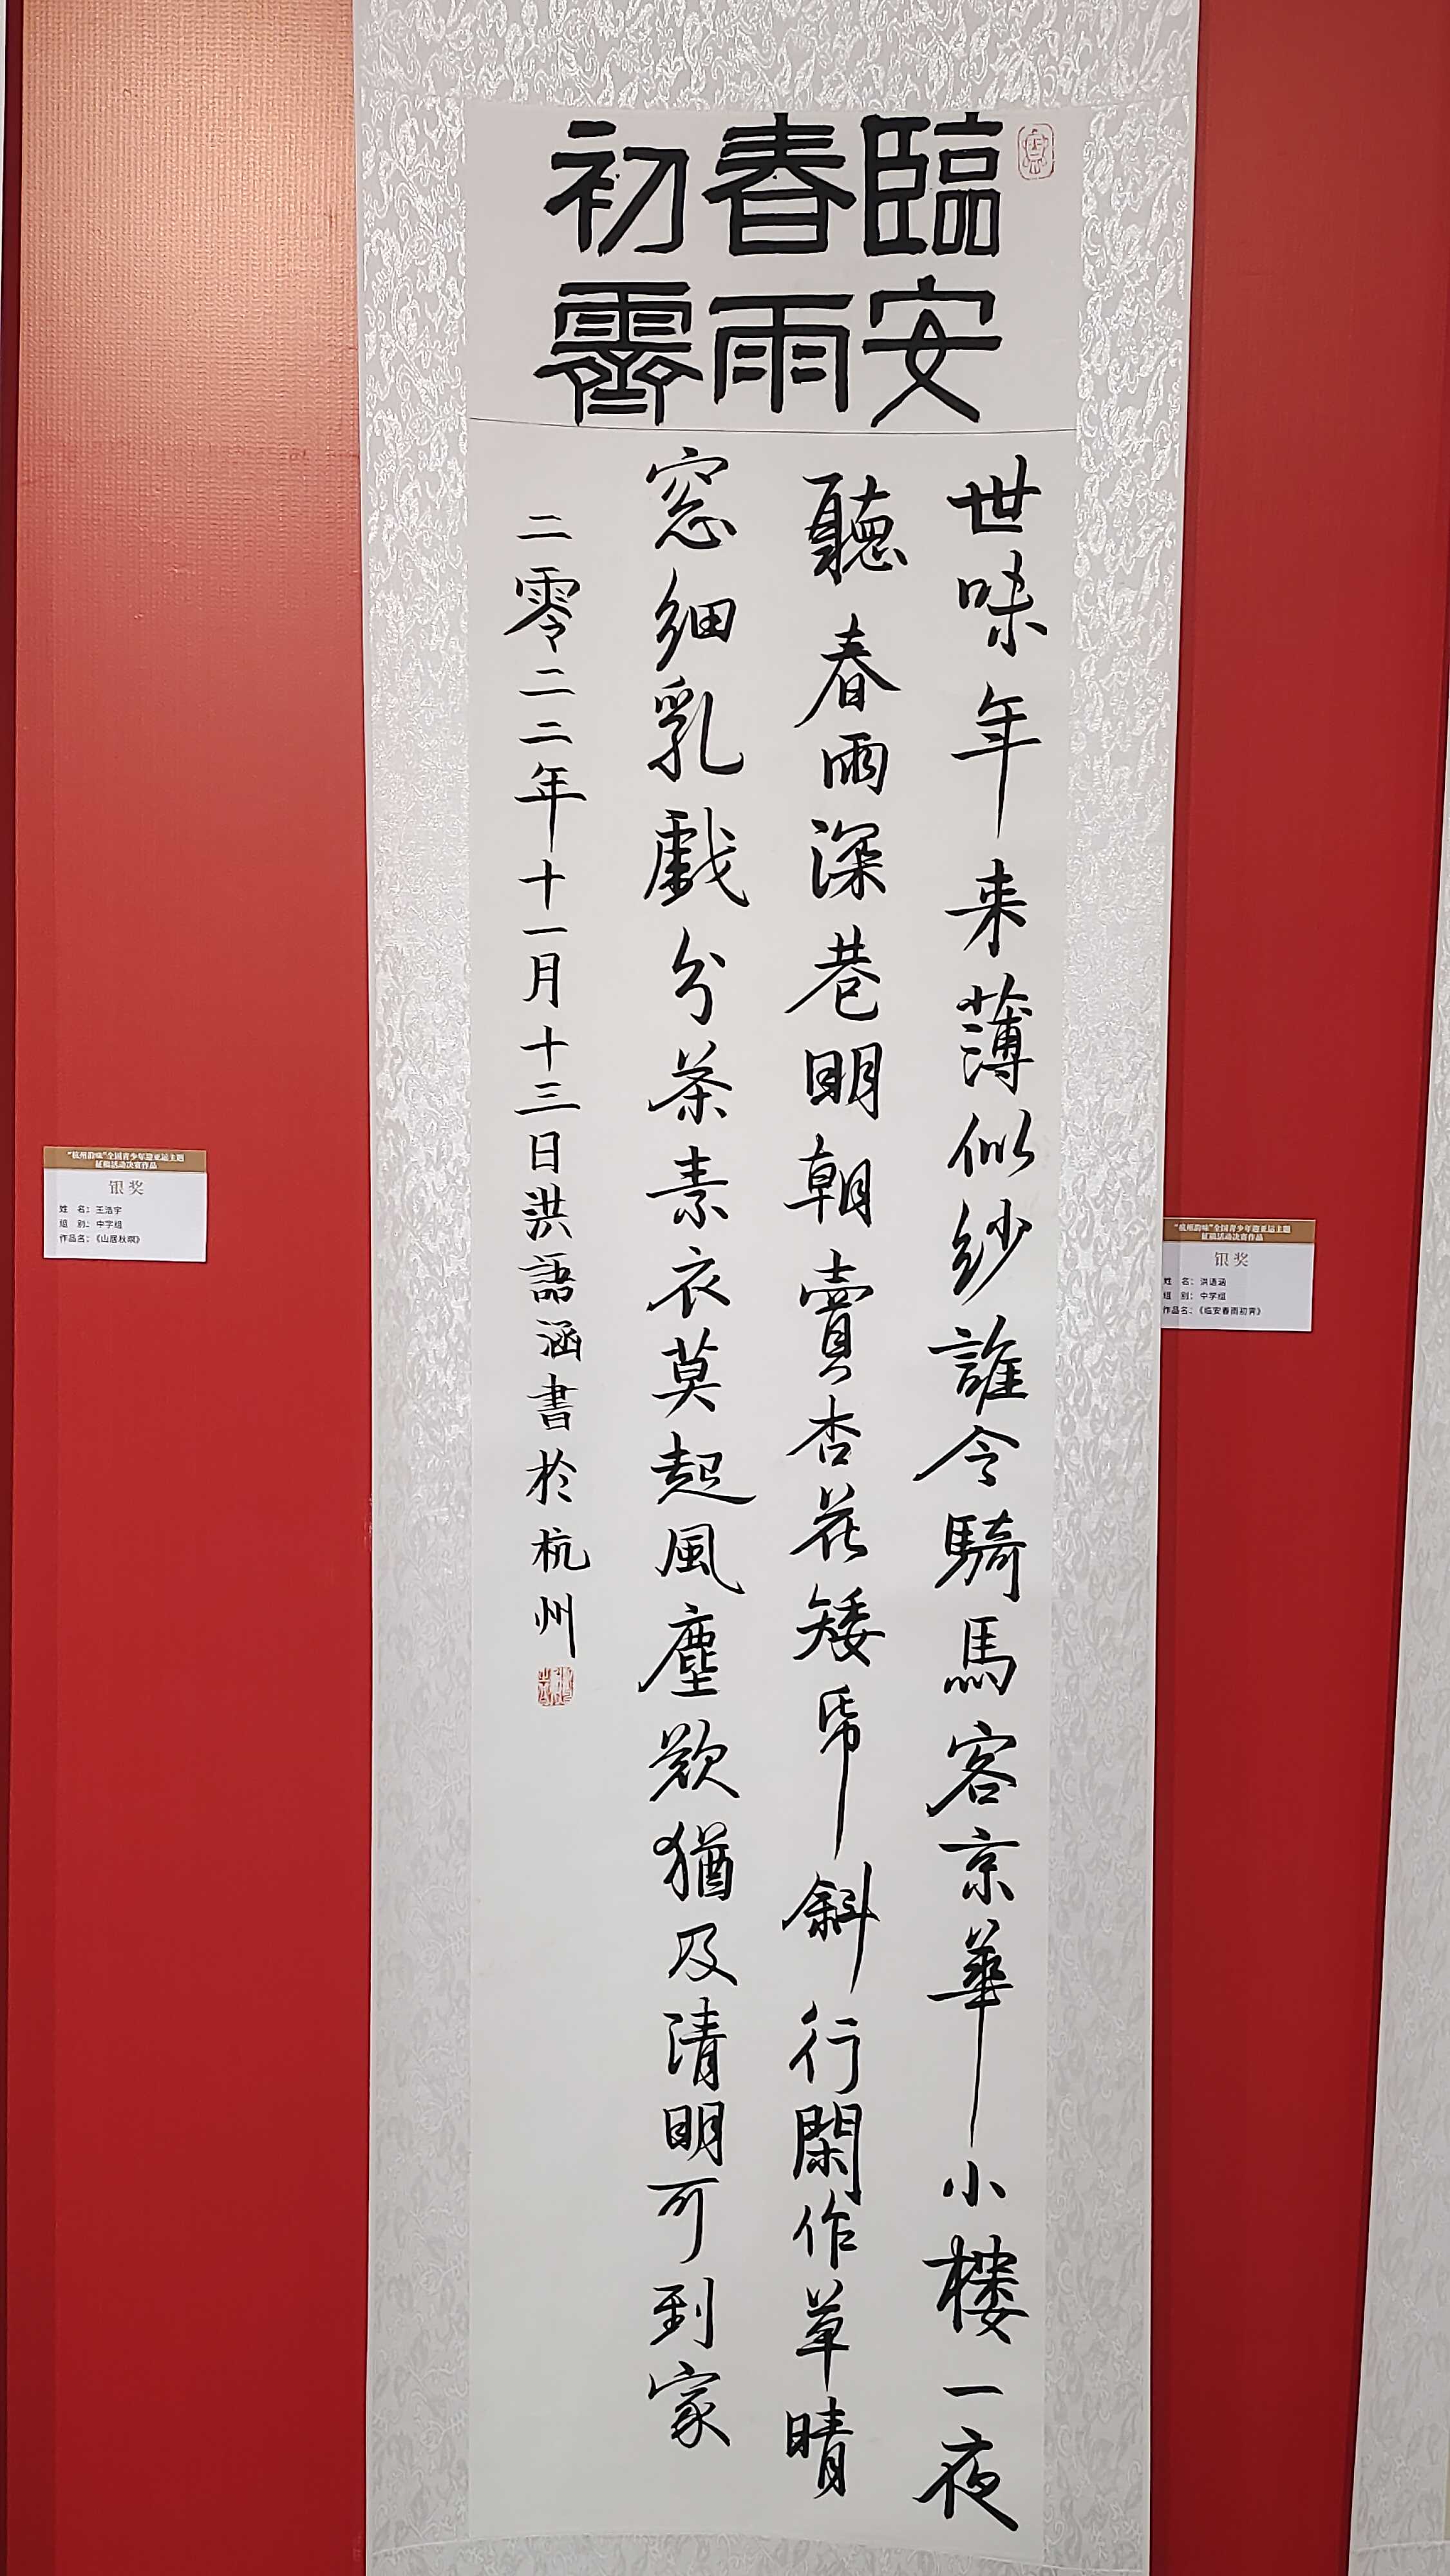 臨安
春雨
初霽
世味年来薄似紗誰令騎馬客京華小楼一夜
聽春雨深巷明朝賣杏花矮帋斜行閑作草晴
窓細乳戲分茶素衣莫起風塵歎猶及清明可到家
二零二二年十一月十三日洪語涵書於杭州
“杭州韵味”全国青少年迎亚运主题
征稿活动决赛作品
银奖
姓 名：王浩宇
组 别：中学组
作品名：《山居秋暝》
“杭州韵味”全国青少年迎亚运主题
征稿活动决赛作品
银奖
姓 名：洪语涵
组 别：中学组
作品名：《临安春雨初霁》